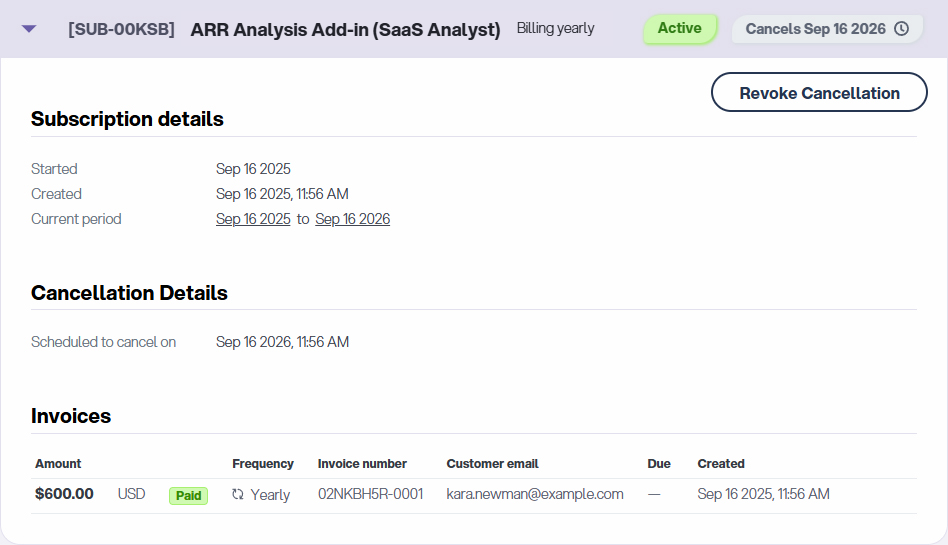 [SUB-00KSB] ARR Analysis Add-in (SaaS Analyst) Billing yearly Active Cancels Sep 16 2026
Revoke Cancellation
Subscription details
Started Sep 16 2025
Created Sep 16 2025, 11:56 AM
Current period Sep 16 2025 to Sep 16 2026
Cancellation Details
Scheduled to cancel on Sep 16 2026, 11:56 AM
Invoices
Amount Frequency Invoice number Customer email Due Created
$600.00 USD Paid Yearly 02NKBH5R-0001 kara.newman@example.com — Sep 16 2025, 11:56 AM